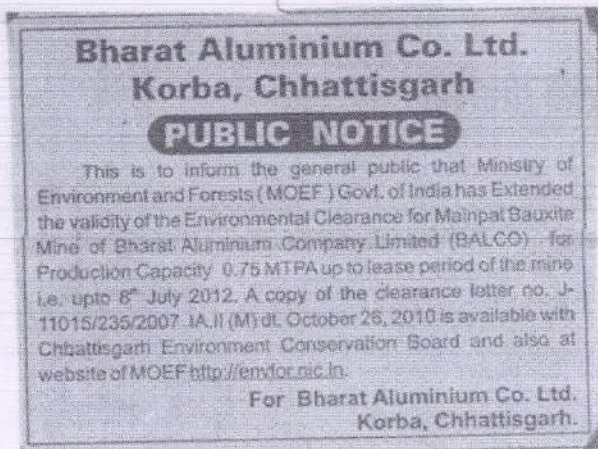 Bharat Aluminium Co. Ltd.
Korba, Chhattisgarh
PUBLIC NOTICE
This is to inform the general public that Ministry of
Environment and Forests (MOEF) Govt. of India has Extended
the validity of the Environmental Clearance for Mainpat Bauxite
Mine of Bharat Aluminium Company Limited (BALCO) for
Production Capacity 0.75 MTPA up to lease period of the mine
i.e. upto 8th July 2012. A copy of the clearance letter no. J-
11015/235/2007 IA.II (M) dt. October 26, 2010 is available with
Chhattisgarh Environment Conservation Board and also at
website of MOEF http://envfor.nic.in.
For Bharat Aluminium Co. Ltd.
Korba, Chhattisgarh.